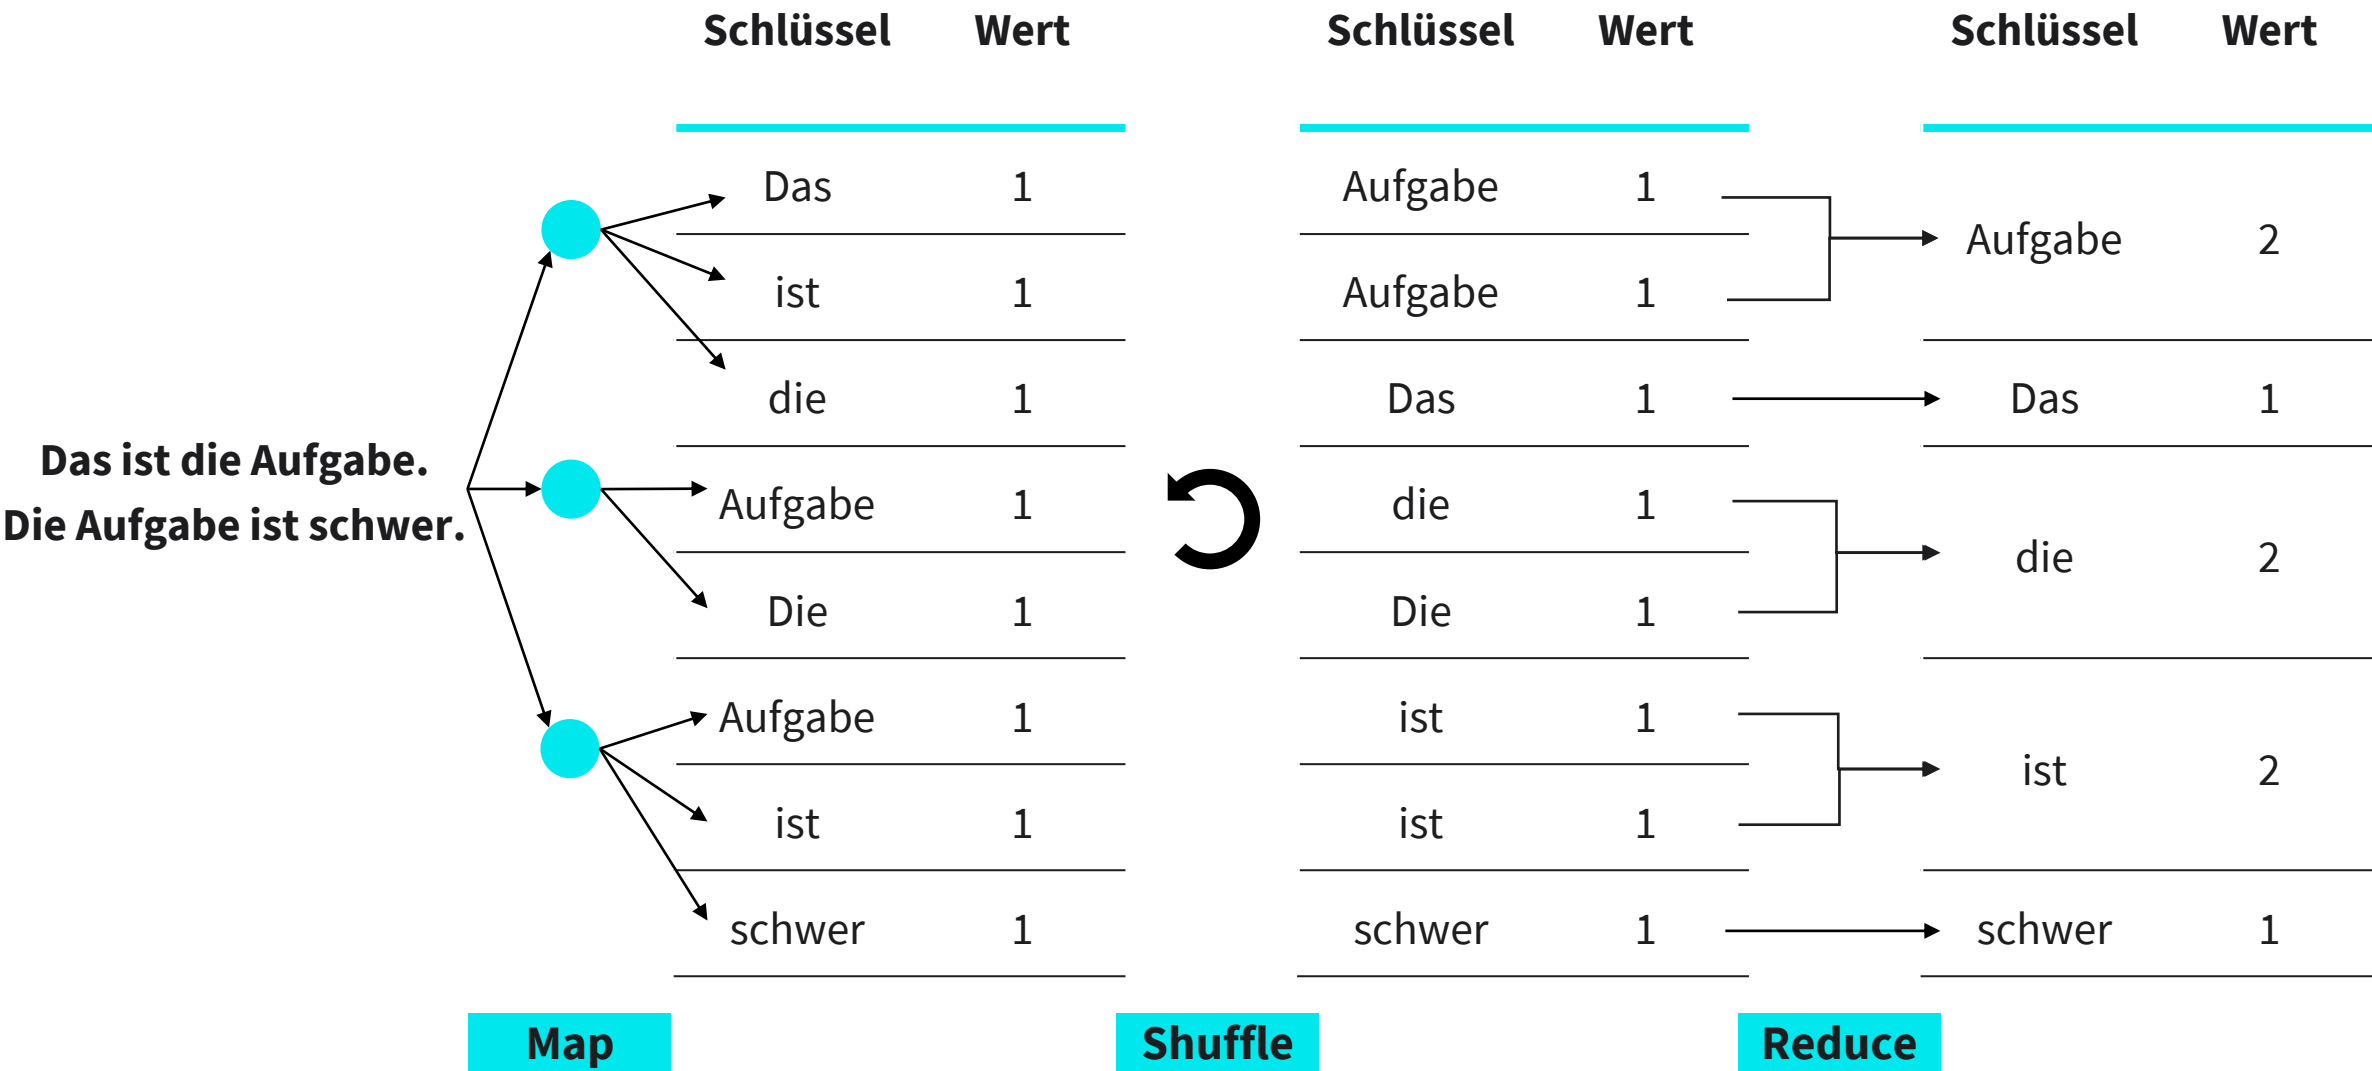 Schlüssel Wert Schlüssel Wert Schlüssel Wert
Das 1 Aufgabe 1
Aufgabe 2
ist 1 Aufgabe 1
die 1 Das 1 Das 1
Das ist die Aufgabe.
Die Aufgabe ist schwer.
Aufgabe 1 die 1
die 2
Die 1 Die 1
Aufgabe 1 ist 1
ist 2
ist 1 ist 1
schwer 1 schwer 1 schwer 1
Map Shuffle Reduce